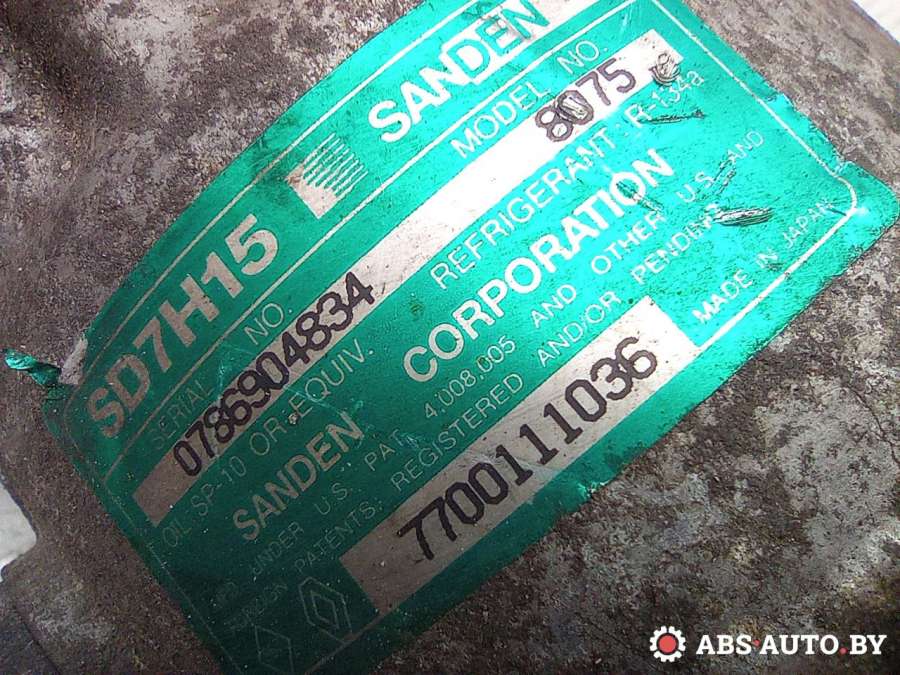 SD7H15 SANDEN
SERIAL NO. MODEL NO.
0786904834 8075
OIL: SP-10 OR EQUIV. REFRIGERANT : R-134a
SANDEN CORPORATION
UNDER U.S. PAT. 4,008,005 AND OTHER U.S. AND
FOREIGN PATENTS, REGISTERED AND/OR PENDING
7700111036 MADE IN JAPAN
ABS-AUTO.BY